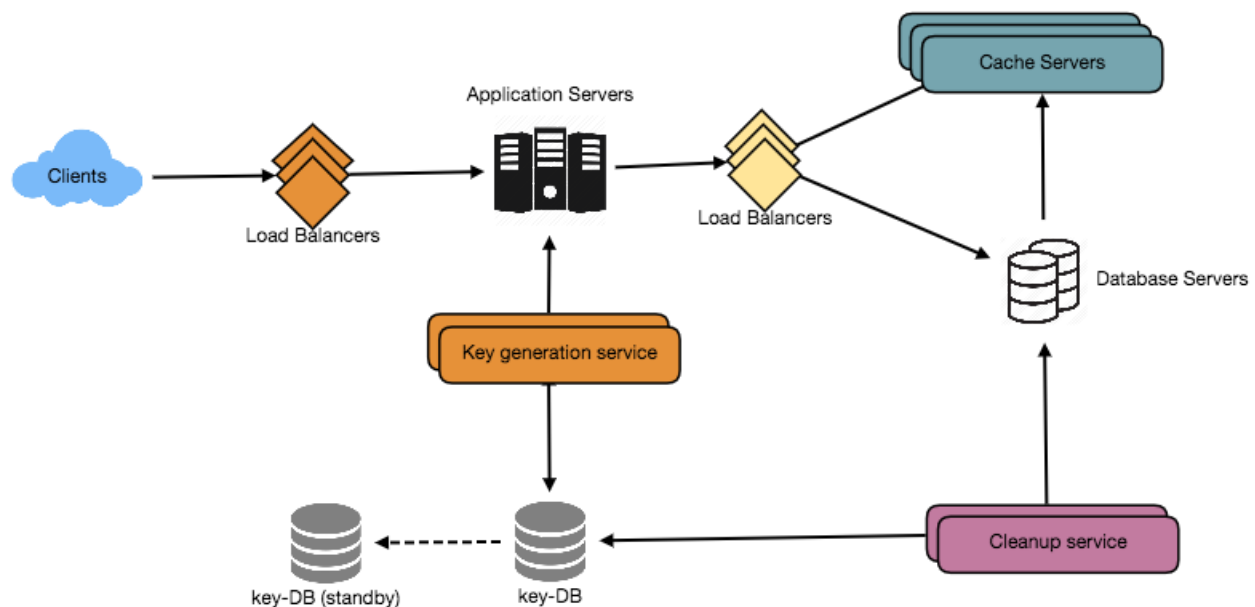 Cache Servers
Application Servers
Clients
Load Balancers
Load Balancers
Database Servers
Key generation service
Cleanup service
key-DB (standby)
key-DB